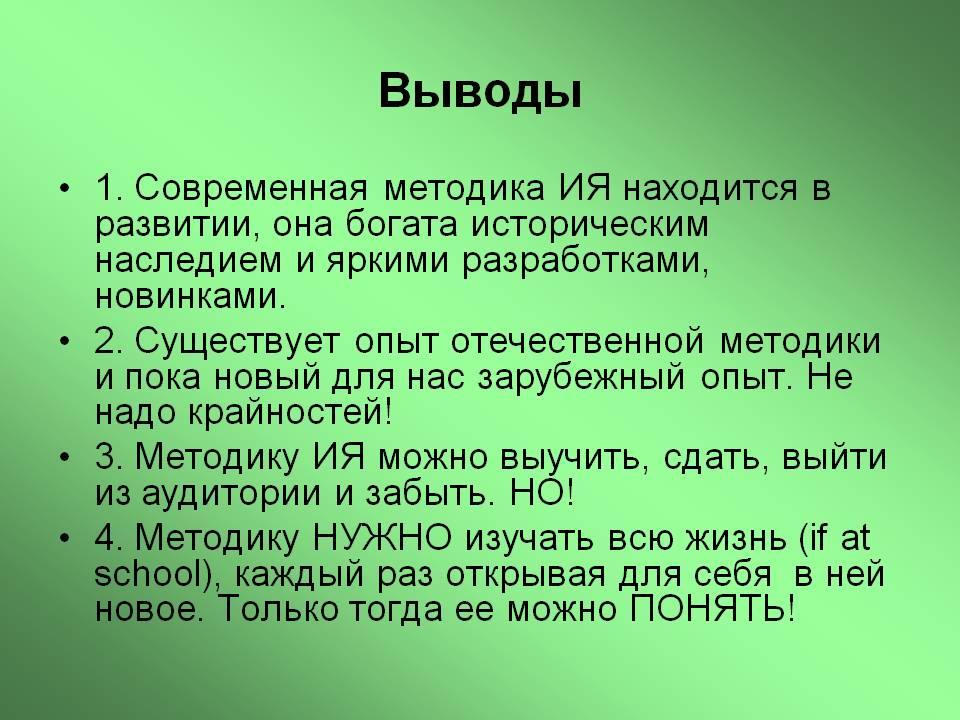 Выводы
• 1. Современная методика ИЯ находится в
развитии, она богата историческим
наследием и яркими разработками,
новинками.
• 2. Существует опыт отечественной методики
и пока новый для нас зарубежный опыт. Не
надо крайностей!
• 3. Методику ИЯ можно выучить, сдать, выйти
из аудитории и забыть. НО!
• 4. Методику НУЖНО изучать всю жизнь (if at
school), каждый раз открывая для себя  в ней
новое. Только тогда ее можно ПОНЯТЬ!